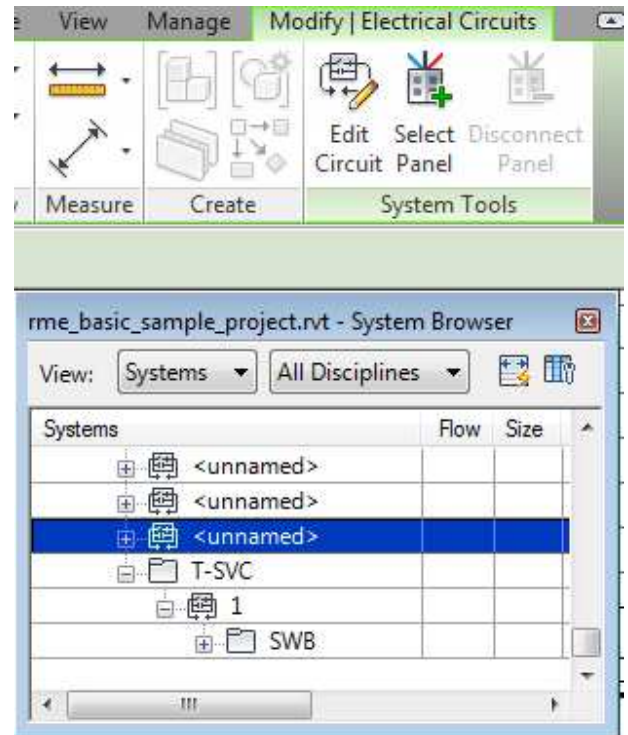 View Manage Modify | Electrical Circuits
Edit Circuit
Select Panel
Disconnect Panel
Measure Create System Tools
rme_basic_sample_project.rvt - System Browser
View: Systems All Disciplines
Systems Flow Size
<unnamed>
<unnamed>
<unnamed>
T-SVC
1
SWB